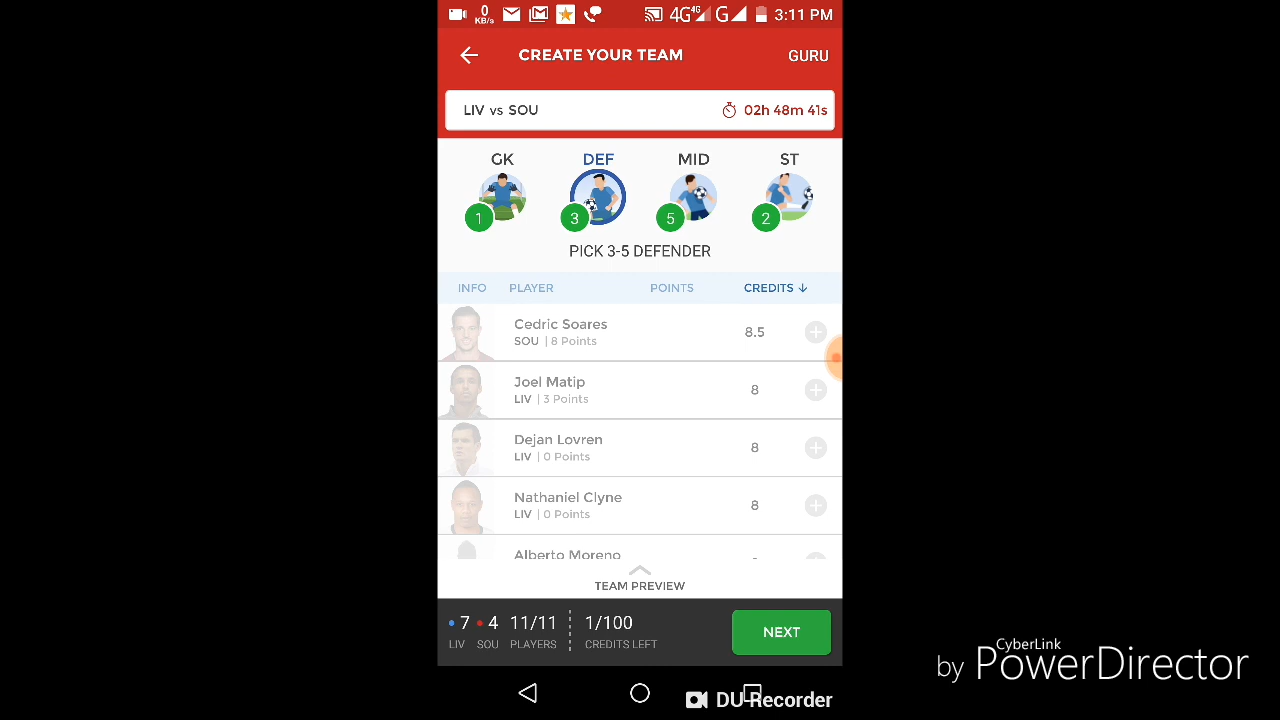 0 KB/s 4G 4G G 3:11 PM
CREATE YOUR TEAM GURU
LIV vs SOU 02h 48m 41s
GK DEF MID ST
1 3 5 2
PICK 3-5 DEFENDER
INFO PLAYER POINTS CREDITS ↓
Cedric Soares 8.5
SOU | 8 Points
Joel Matip 8
LIV | 3 Points
Dejan Lovren 8
LIV | 0 Points
Nathaniel Clyne 8
LIV | 0 Points
Alberto Moreno
TEAM PREVIEW
7 4 11/11 1/100 NEXT
LIV SOU PLAYERS CREDITS LEFT
CyberLink
by PowerDirector
DU Recorder